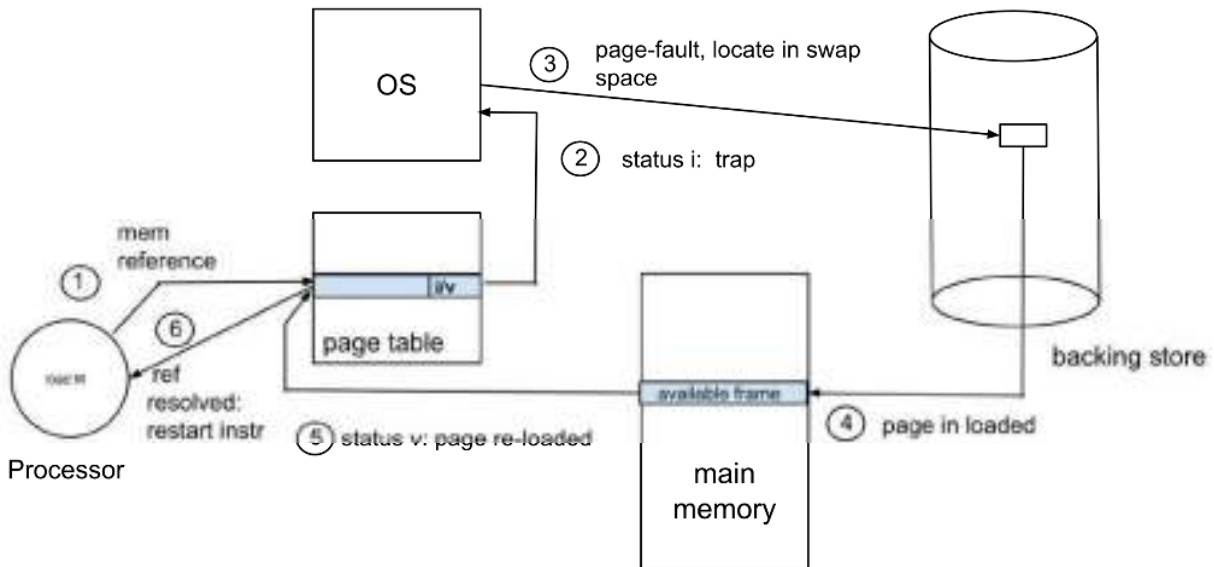 OS
3
page-fault, locate in swap
space
2
status i: trap
mem
reference
1
i/v
6
page table
ref
resolved:
restart instr
Processor
5
status v: page re-loaded
available frame
4
page in loaded
main
memory
backing store